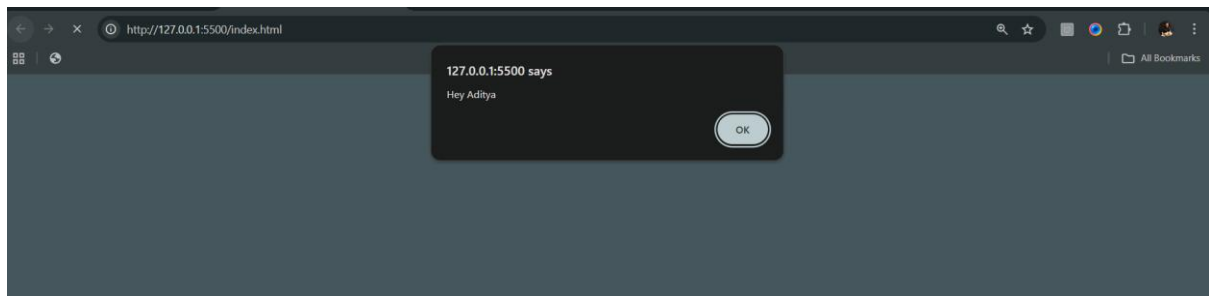 http://127.0.0.1:5500/index.html
All Bookmarks
127.0.0.1:5500 says
Hey Aditya
OK